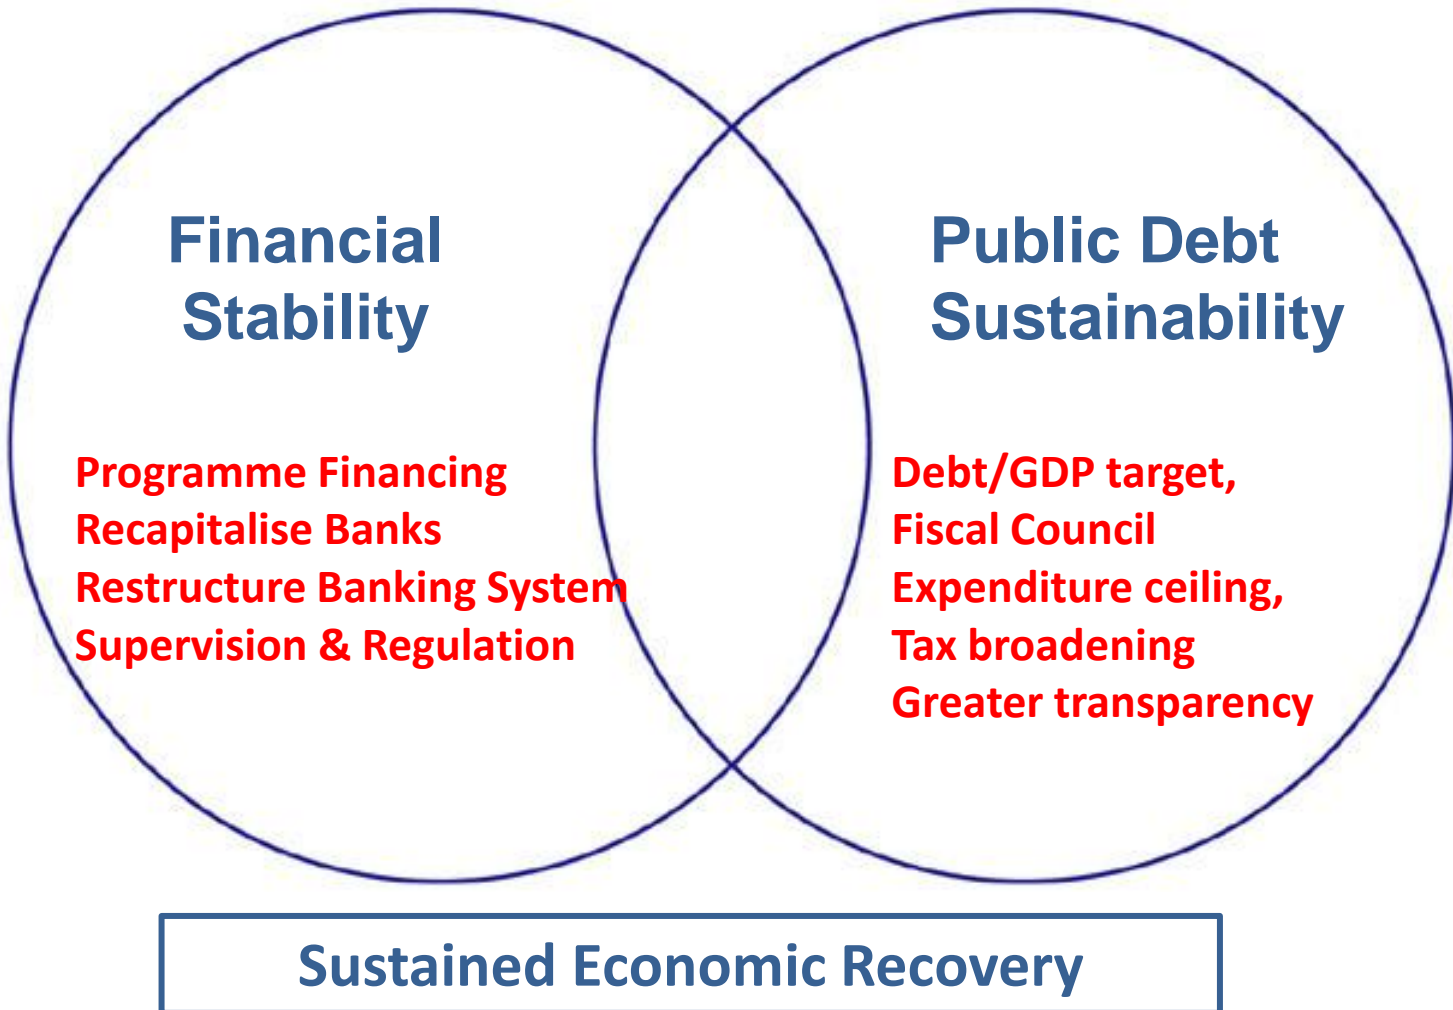 Financial
Stability
Programme Financing
Recapitalise Banks
Restructure Banking System
Supervision & Regulation
Public Debt
Sustainability
Debt/GDP target,
Fiscal Council
Expenditure ceiling,
Tax broadening
Greater transparency
Sustained Economic Recovery